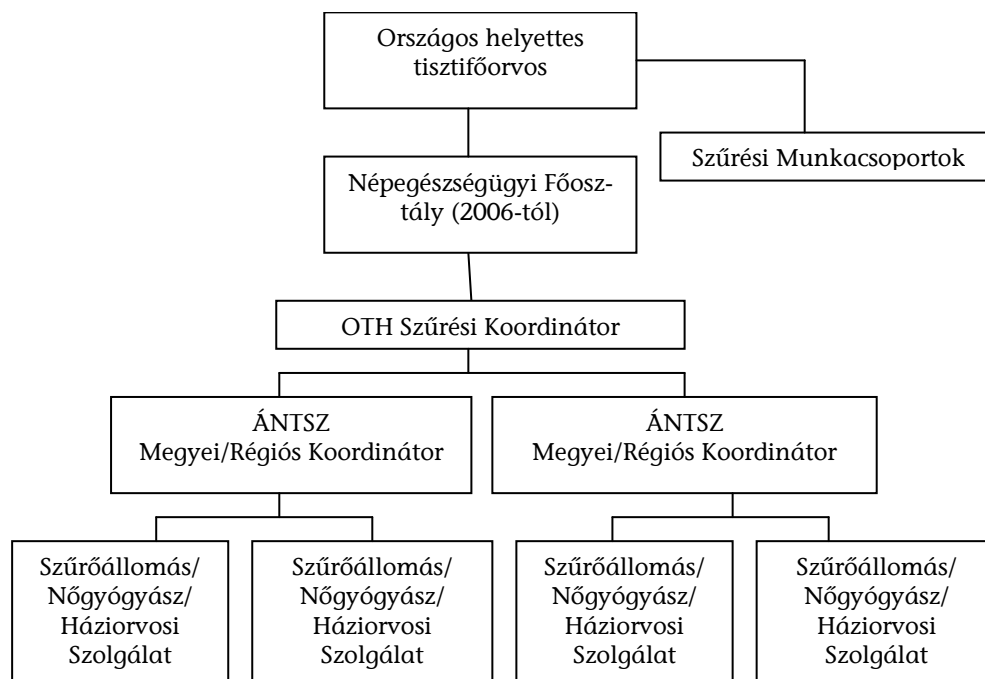 Országos helyettes
tisztifőorvos
Szűrési Munkacsoportok
Népegészségügyi Főosz-
tály (2006-tól)
OTH Szűrési Koordinátor
ÁNTSZ
Megyei/Régiós Koordinátor
ÁNTSZ
Megyei/Régiós Koordinátor
Szűrőállomás/
Nőgyógyász/
Háziorvosi
Szolgálat
Szűrőállomás/
Nőgyógyász/
Háziorvosi
Szolgálat
Szűrőállomás/
Nőgyógyász/
Háziorvosi
Szolgálat
Szűrőállomás/
Nőgyógyász/
Háziorvosi
Szolgálat